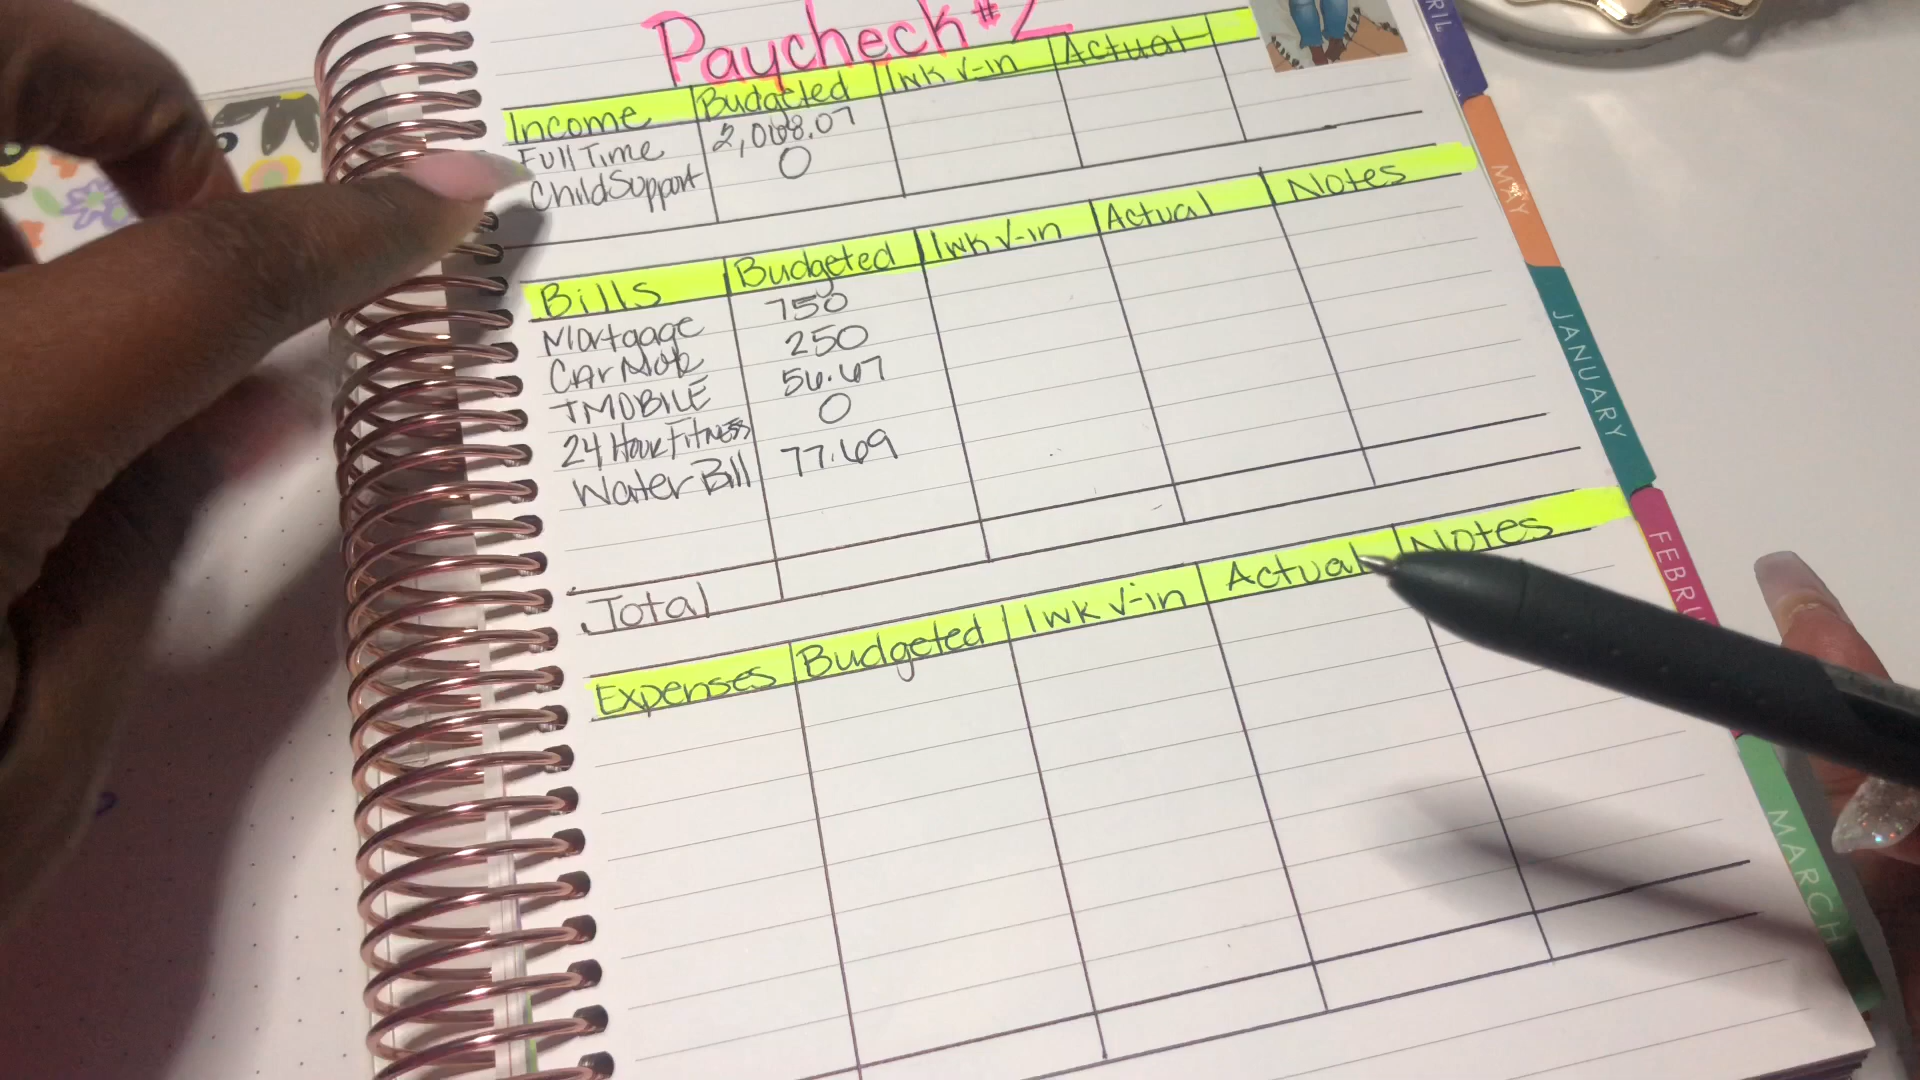 Paycheck #2
Income Budgeted 1wk √-in Actual
Full Time 2,068.07
Child Support 0
Bills Budgeted 1wk √-in Actual Notes
Mortgage 750
Car Note 250
TMOBILE 56.67
24 Hour Fitness 0
Water Bill 77.69
Total
Expenses Budgeted 1wk √-in Actual Notes
RIL
MAY
JANUARY
FEBRU
MARCH